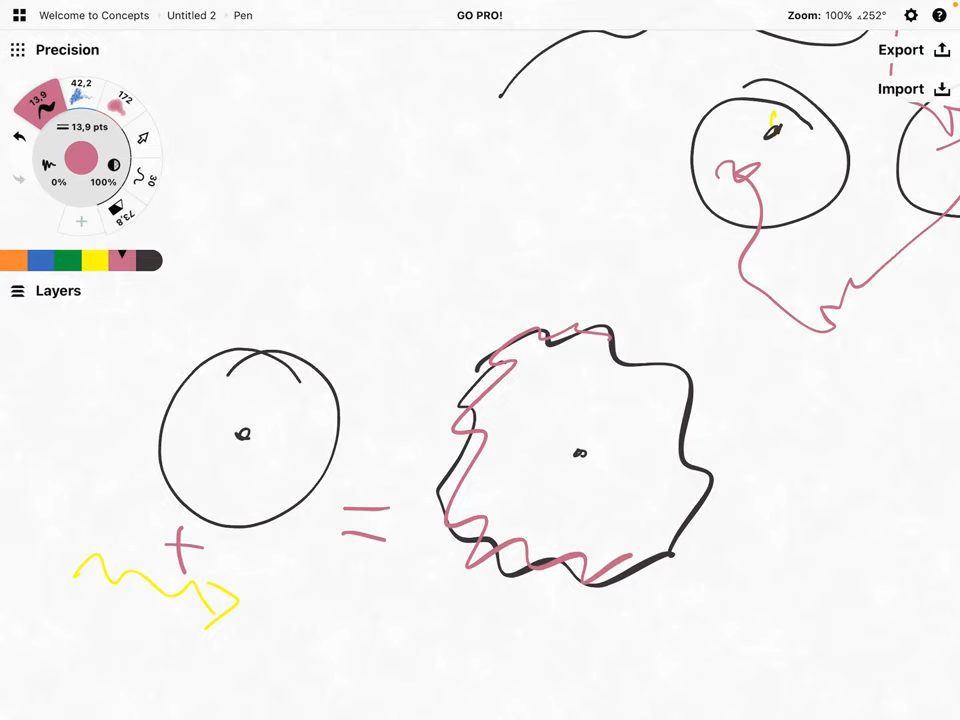 Welcome to Concepts › Untitled 2 › Pen
GO PRO!
Zoom: 100% ⊿252°
?
Precision
Export
Import
13,9
42,2
172
= 13,9 pts
30
0%
100%
73,8
+
Layers
+
=